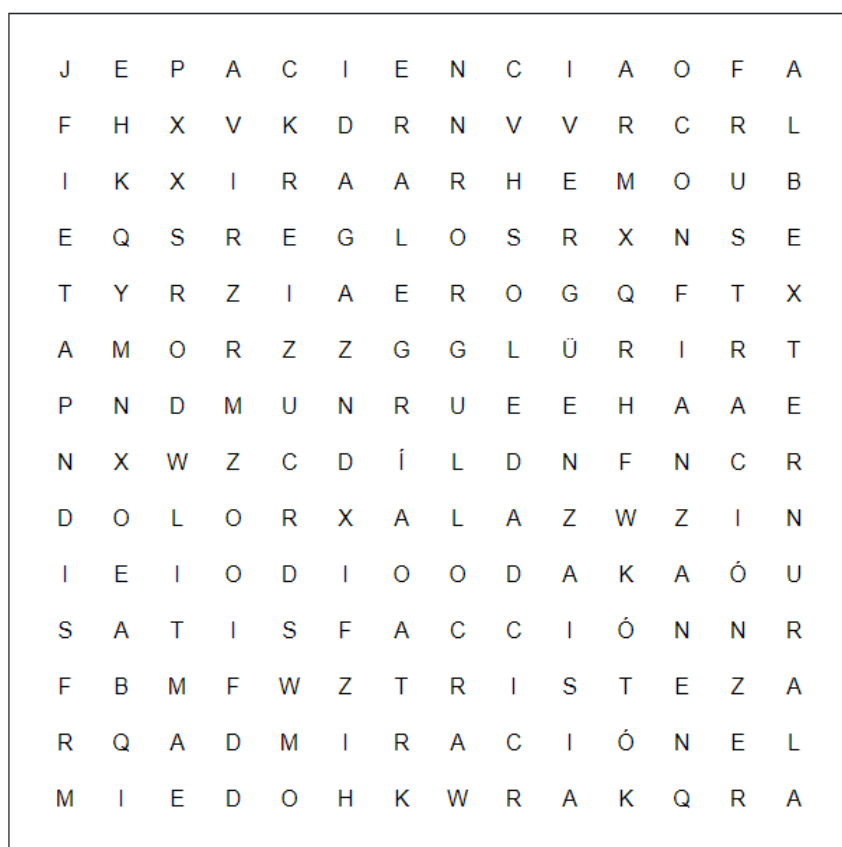 J E P A C I E N C I A O F A
F H X V K D R N V V R C R L
I K X I R A A R H E M O U B
E Q S R E G L O S R X N S E
T Y R Z I A E R O G Q F T X
A M O R Z Z G G L Ü R I R T
P N D M U N R U E E H A A E
N X W Z C D Í L D N F N C R
D O L O R X A L A Z W Z I N
I E I O D I O O D A K A Ó U
S A T I S F A C C I Ó N N R
F B M F W Z T R I S T E Z A
R Q A D M I R A C I Ó N E L
M I E D O H K W R A K Q R A